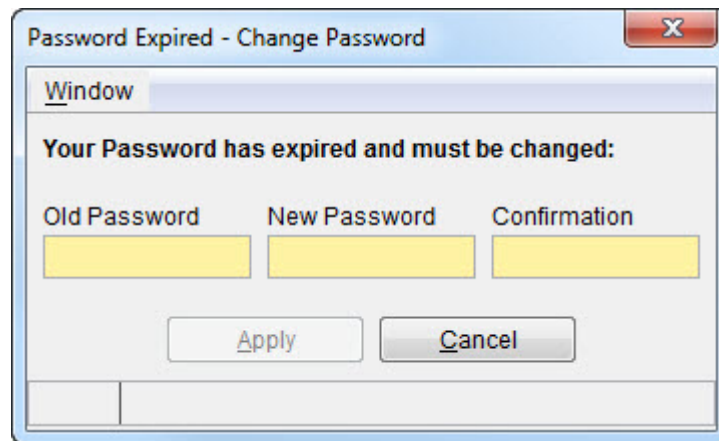 Password Expired - Change Password
Window
Your Password has expired and must be changed:
Old Password New Password Confirmation
Apply Cancel